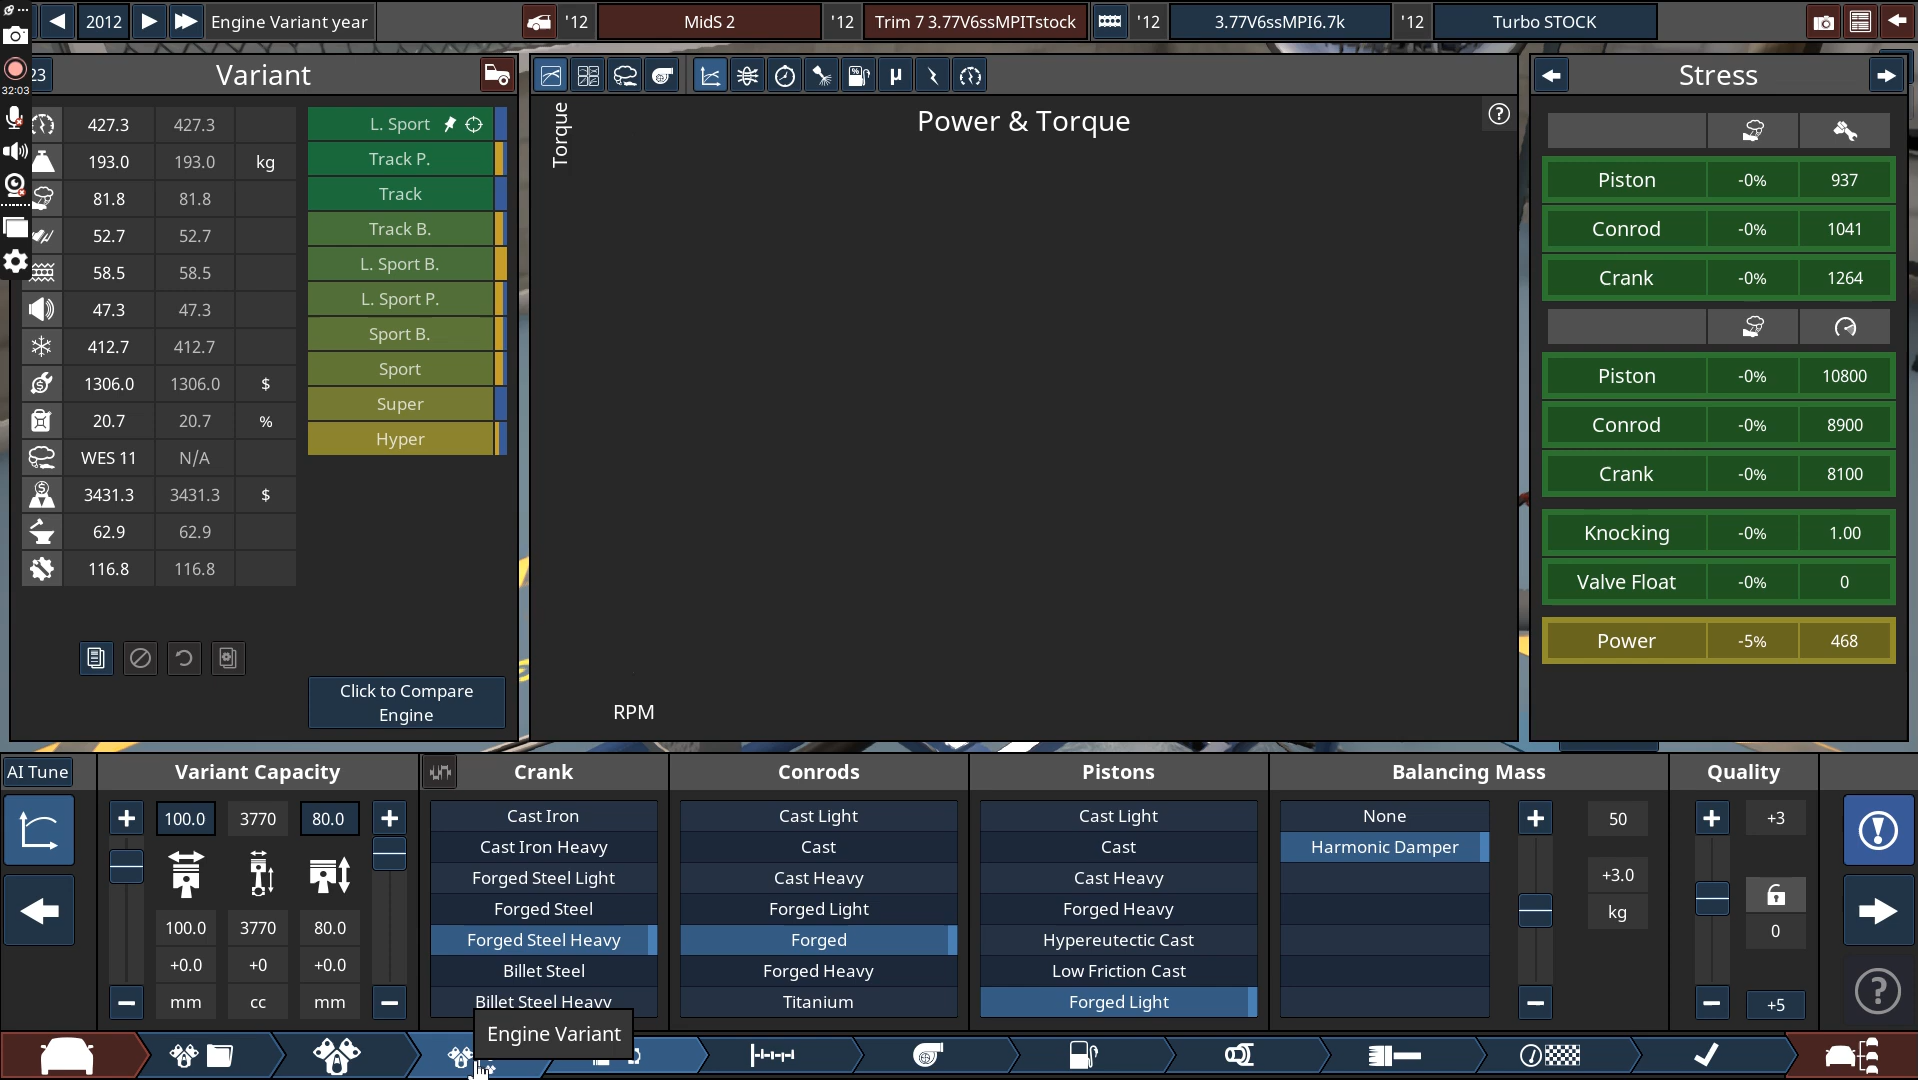 2012
Engine Variant year
'12
MidS 2
'12
Trim 7 3.77V6ssMPITstock
'12
3.77V6ssMPI6.7k
'12
Turbo STOCK
23
Variant
32:03
427.3 427.3
193.0 193.0 kg
81.8 81.8
52.7 52.7
58.5 58.5
47.3 47.3
412.7 412.7
1306.0 1306.0 $
20.7 20.7 %
WES 11 N/A
3431.3 3431.3 $
62.9 62.9
116.8 116.8
L. Sport
Track P.
Track
Track B.
L. Sport B.
L. Sport P.
Sport B.
Sport
Super
Hyper
Click to Compare
Engine
μ
Power & Torque
?
Torque
RPM
Stress
Piston -0% 937
Conrod -0% 1041
Crank -0% 1264
Piston -0% 10800
Conrod -0% 8900
Crank -0% 8100
Knocking -0% 1.00
Valve Float -0% 0
Power -5% 468
AI Tune
Variant Capacity
100.0 3770 80.0
100.0 3770 80.0
+0.0 +0 +0.0
mm cc mm
Crank
Cast Iron
Cast Iron Heavy
Forged Steel Light
Forged Steel
Forged Steel Heavy
Billet Steel
Billet Steel Heavy
Conrods
Cast Light
Cast
Cast Heavy
Forged Light
Forged
Forged Heavy
Titanium
Pistons
Cast Light
Cast
Cast Heavy
Forged Heavy
Hypereutectic Cast
Low Friction Cast
Forged Light
Balancing Mass
None
Harmonic Damper
50
+3.0
kg
Quality
+3
0
+5
?
Engine Variant